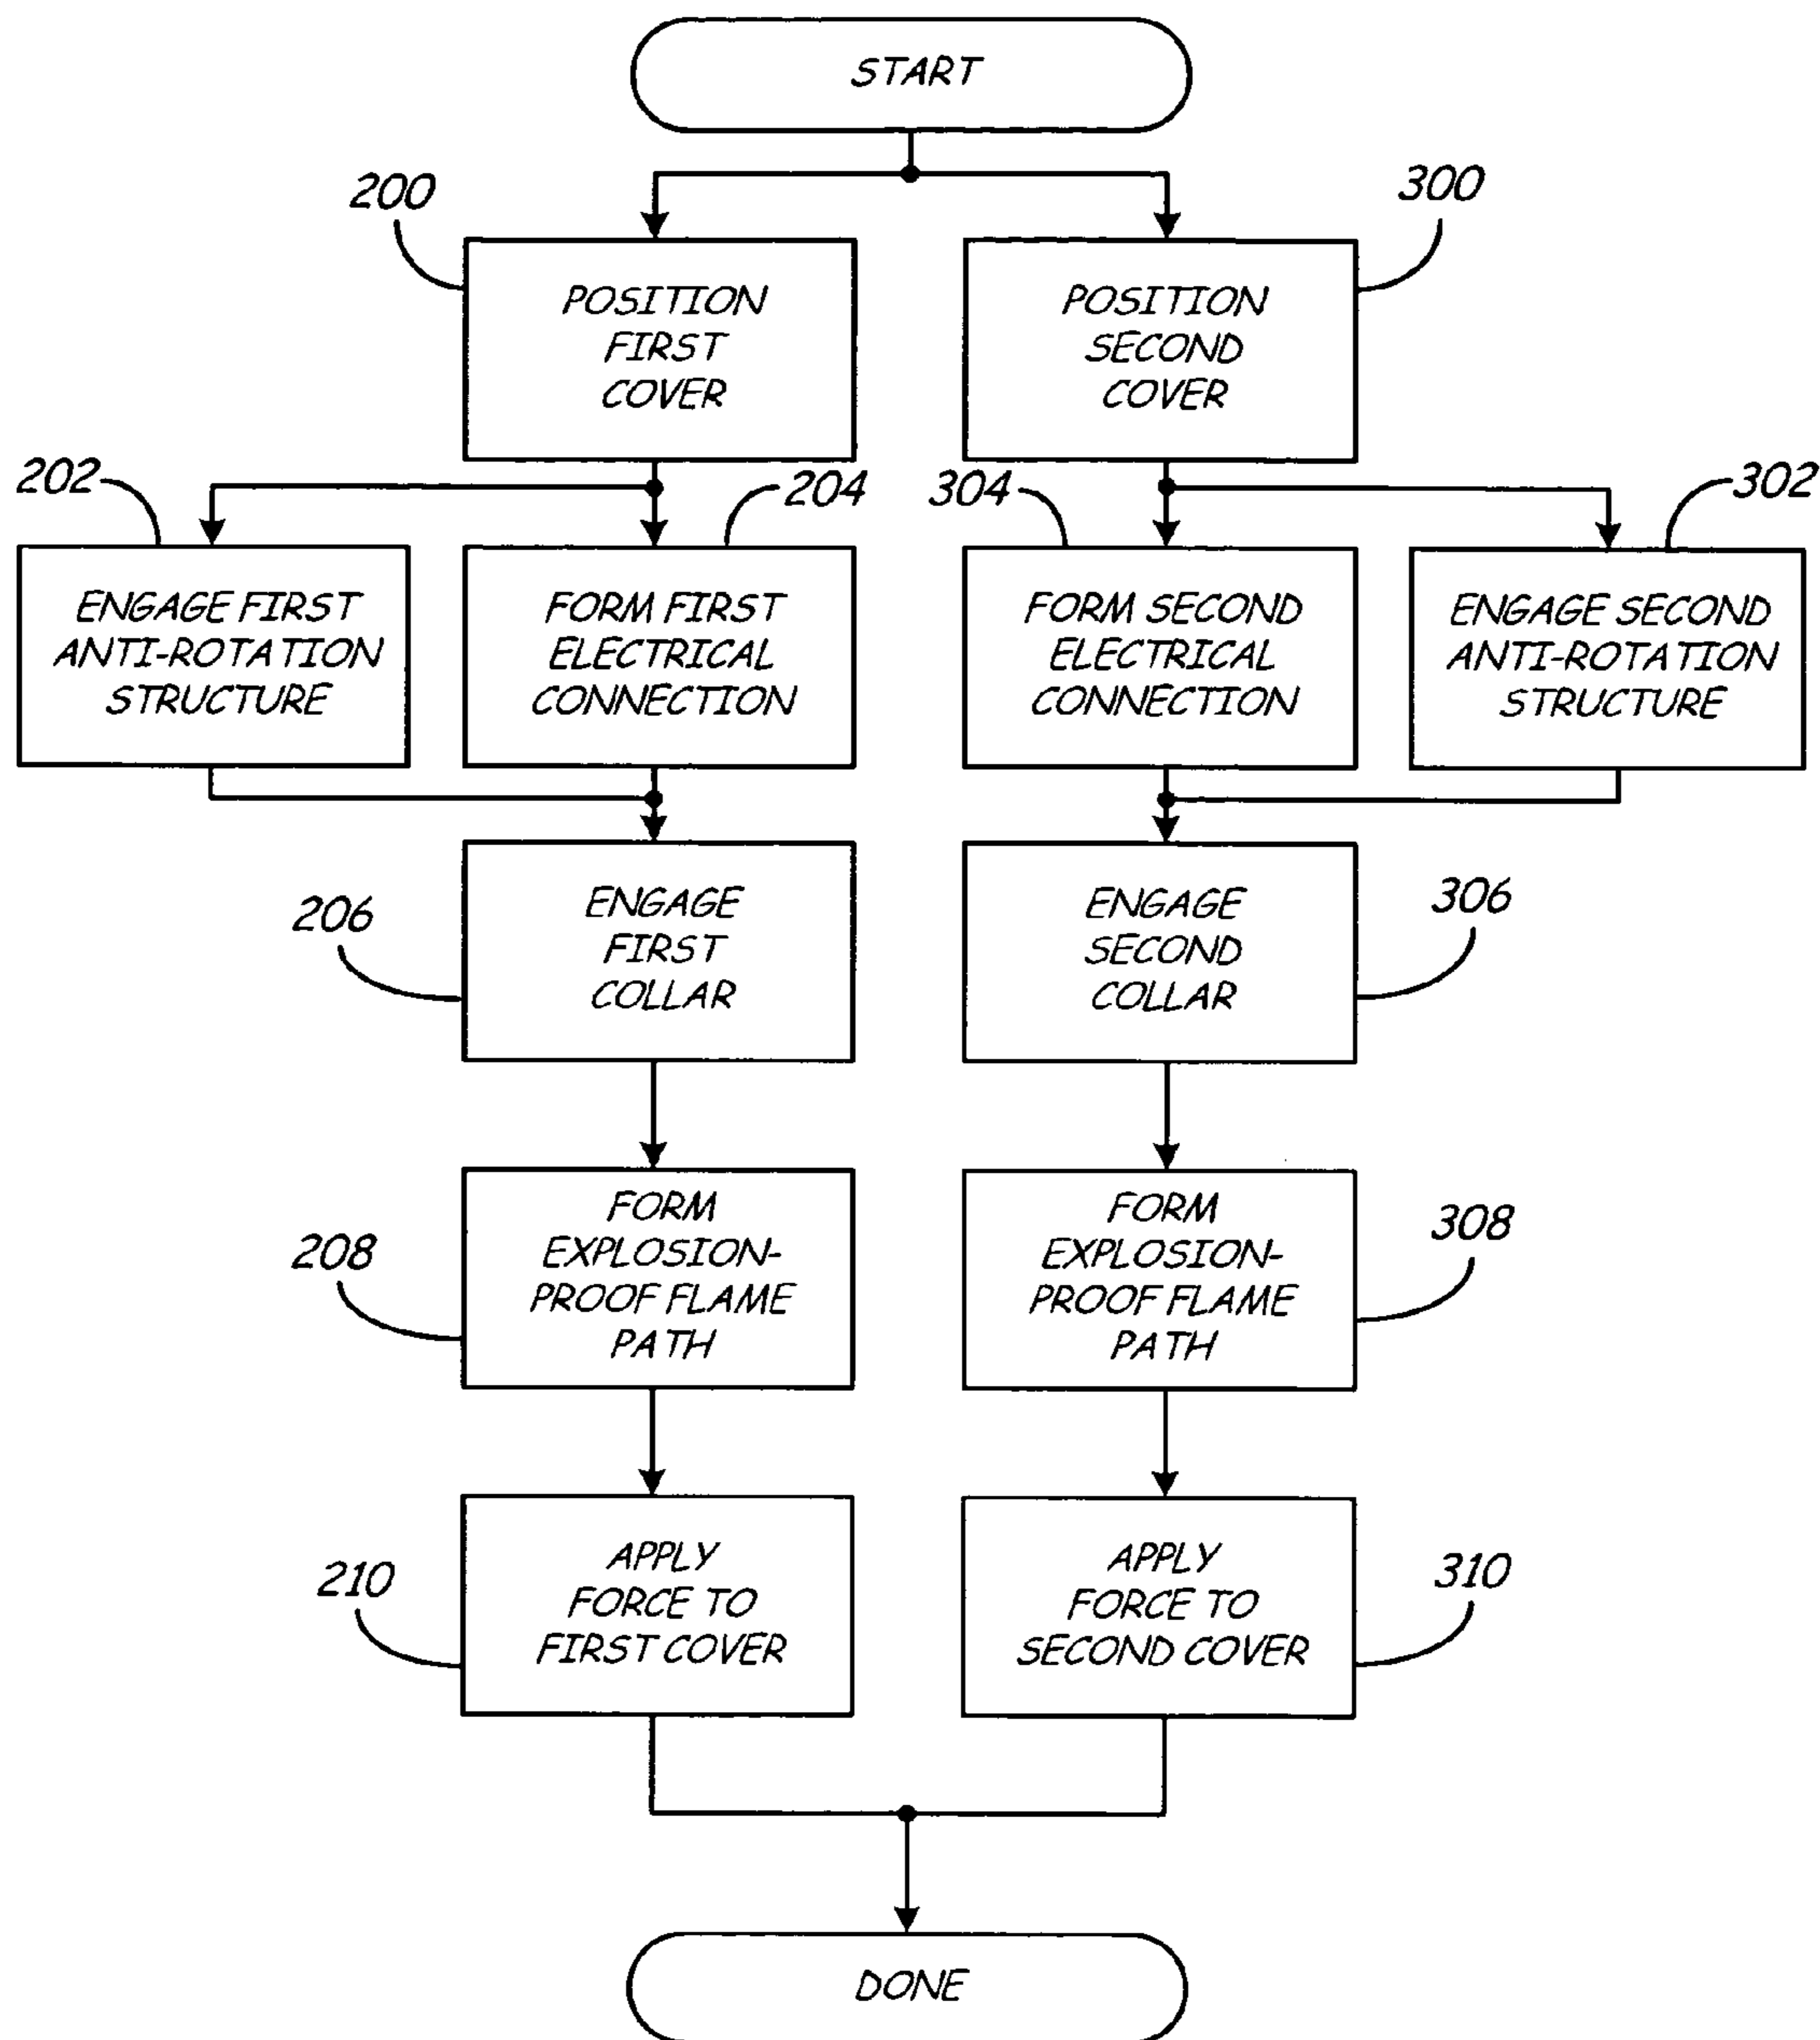 START
200
300
POSITION
FIRST
COVER
POSITION
SECOND
COVER
202
204
304
302
ENGAGE FIRST
ANTI-ROTATION
STRUCTURE
FORM FIRST
ELECTRICAL
CONNECTION
FORM SECOND
ELECTRICAL
CONNECTION
ENGAGE SECOND
ANTI-ROTATION
STRUCTURE
206
ENGAGE
FIRST
COLLAR
ENGAGE
SECOND
COLLAR
306
208
FORM
EXPLOSION-
PROOF FLAME
PATH
FORM
EXPLOSION-
PROOF FLAME
PATH
308
210
APPLY
FORCE TO
FIRST COVER
APPLY
FORCE TO
SECOND COVER
310
DONE